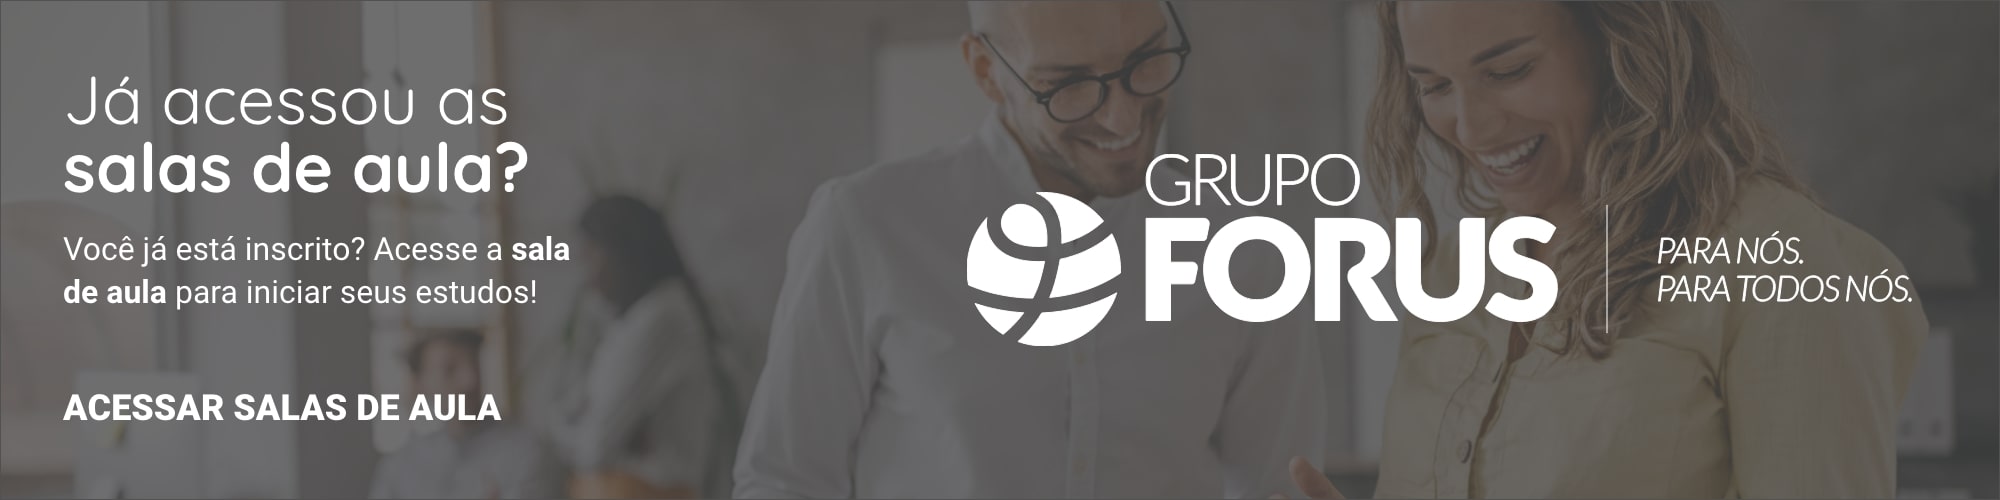 Já acessou as
salas de aula?
Você já está inscrito? Acesse a sala
de aula para iniciar seus estudos!
ACESSAR SALAS DE AULA
GRUPO
FORUS
PARA NÓS.
PARA TODOS NÓS.